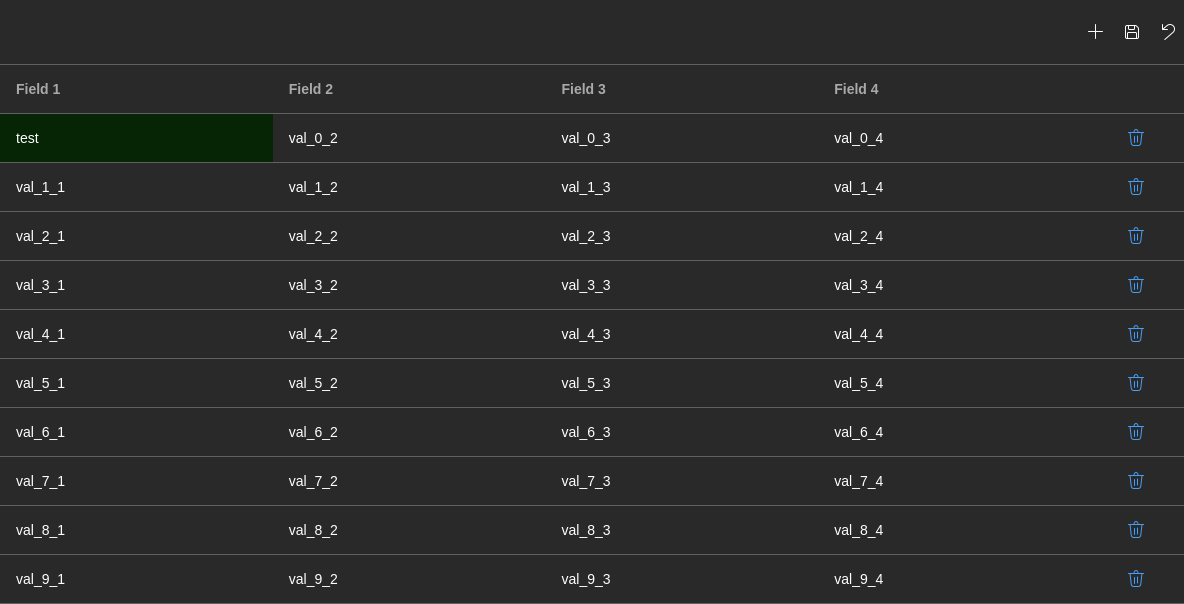 Field 1 Field 2 Field 3 Field 4
test val_0_2 val_0_3 val_0_4
val_1_1 val_1_2 val_1_3 val_1_4
val_2_1 val_2_2 val_2_3 val_2_4
val_3_1 val_3_2 val_3_3 val_3_4
val_4_1 val_4_2 val_4_3 val_4_4
val_5_1 val_5_2 val_5_3 val_5_4
val_6_1 val_6_2 val_6_3 val_6_4
val_7_1 val_7_2 val_7_3 val_7_4
val_8_1 val_8_2 val_8_3 val_8_4
val_9_1 val_9_2 val_9_3 val_9_4